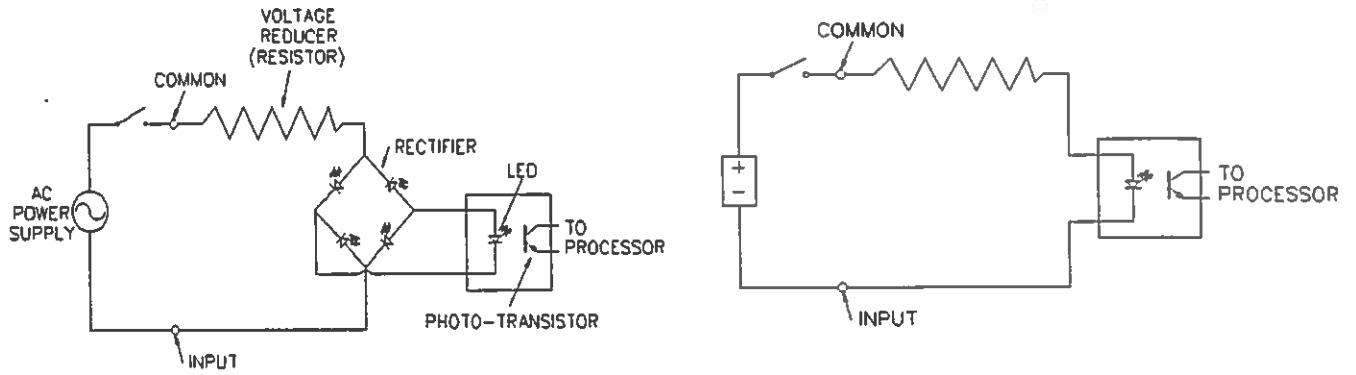 VOLTAGE
REDUCER
(RESISTOR)
COMMON
RECTIFIER
LED
AC
POWER
SUPPLY
TO
PROCESSOR
PHOTO-TRANSISTOR
INPUT
COMMON
+
-
TO
PROCESSOR
INPUT